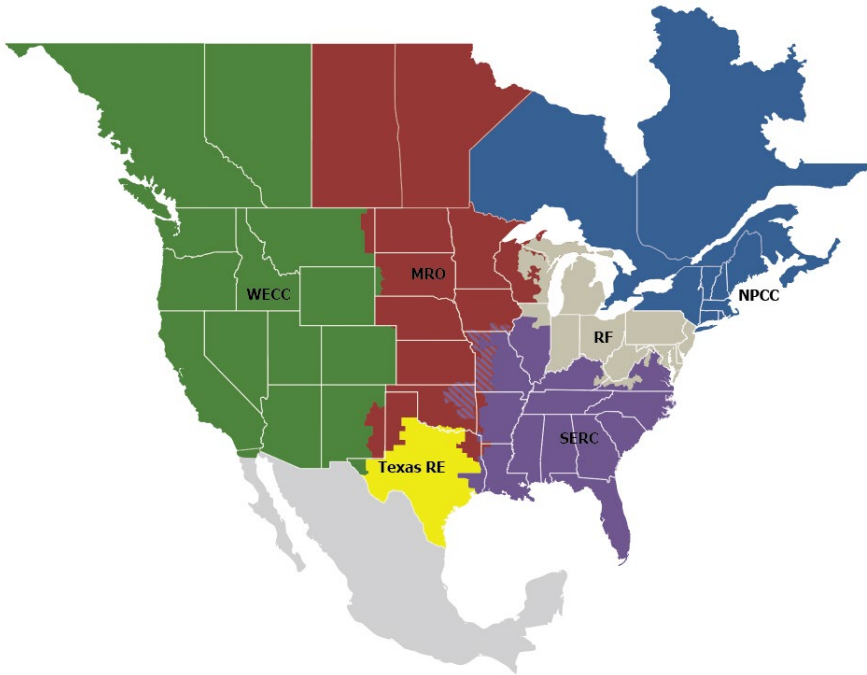 MRO
WECC
NPCC
RF
SERC
Texas RE